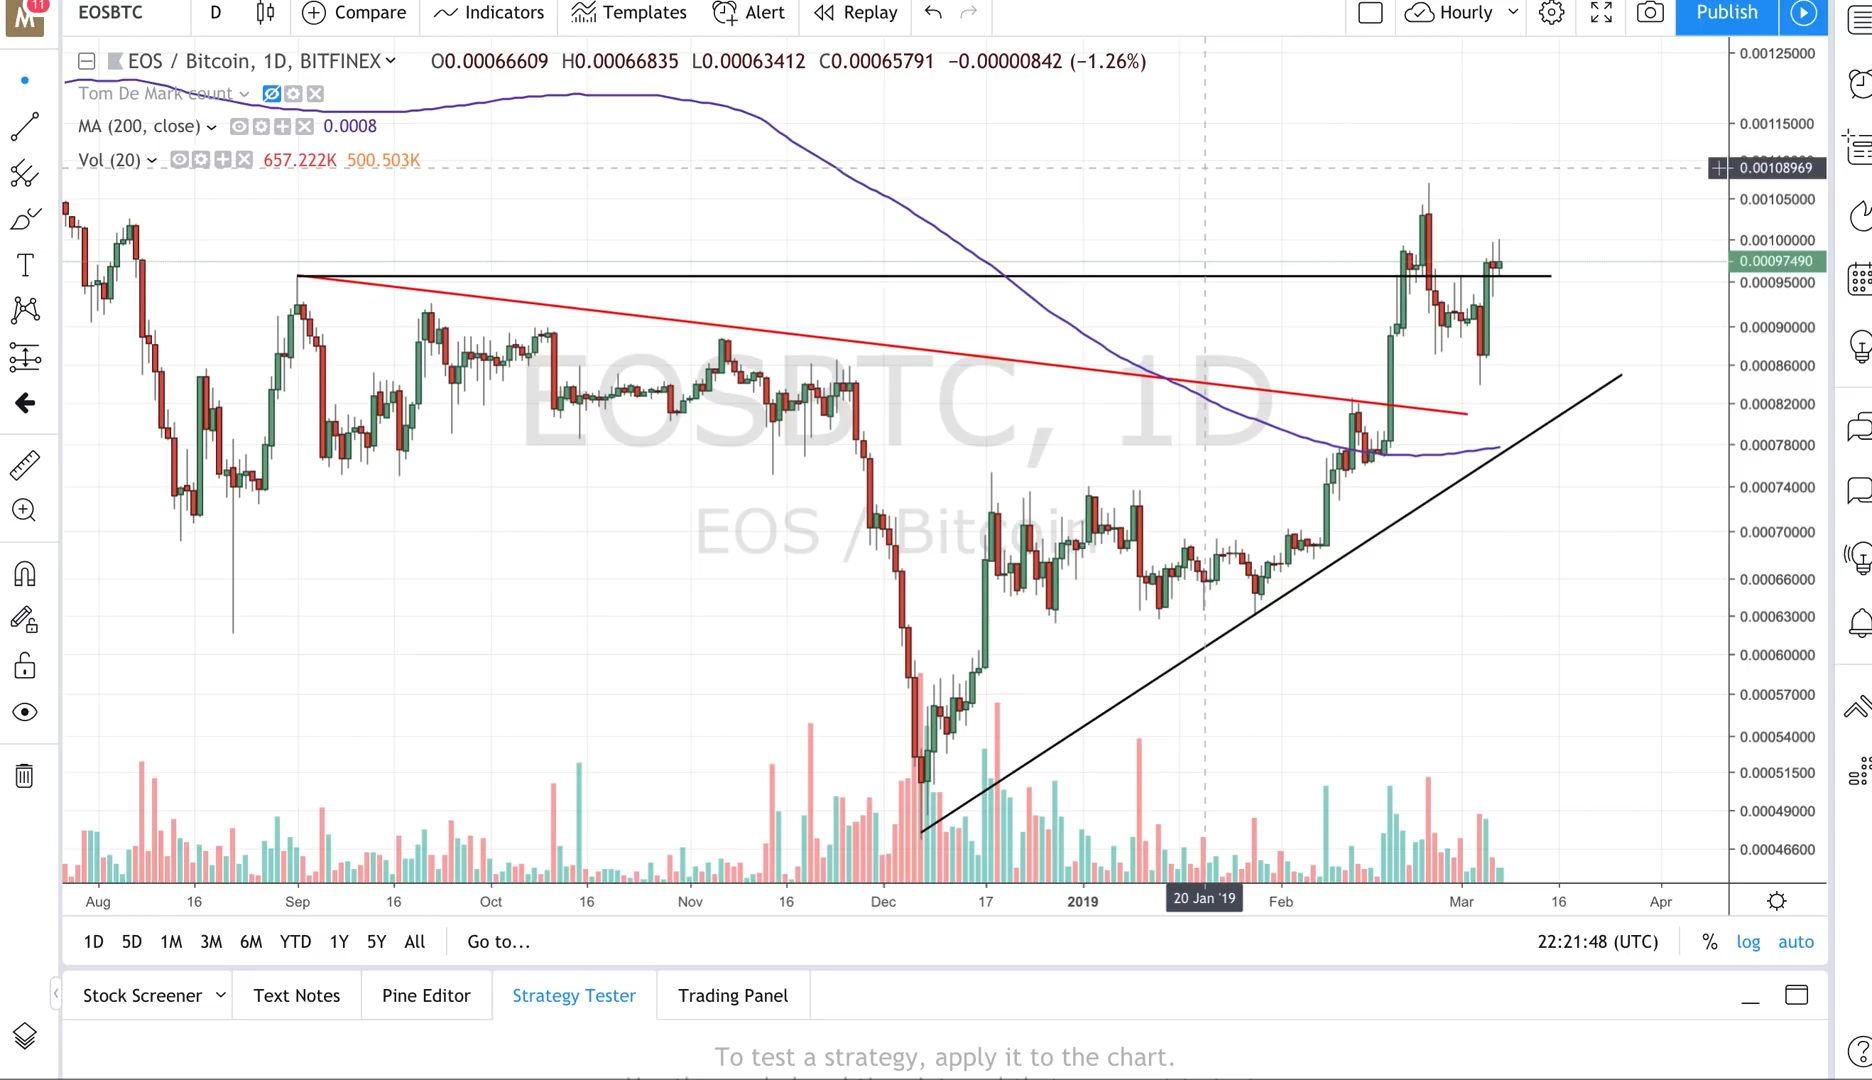 M 11
EOSBTC D Compare Indicators Templates Alert Replay Hourly Publish
EOS / Bitcoin, 1D, BITFINEX O0.00066609 H0.00066835 L0.00063412 C0.00065791 −0.00000842 (−1.26%)
Tom De Mark count
MA (200, close) 0.0008
Vol (20) 657.222K 500.503K
EOSBTC, 1D
EOS / Bitcoin
0.00125000
0.00115000
0.00108969
0.00105000
0.00100000
0.00097490
0.00095000
0.00090000
0.00086000
0.00082000
0.00078000
0.00074000
0.00070000
0.00066000
0.00063000
0.00060000
0.00057000
0.00054000
0.00051500
0.00049000
0.00046600
Aug 16 Sep 16 Oct 16 Nov 16 Dec 17 2019 20 Jan '19 Feb Mar 16 Apr
1D 5D 1M 3M 6M YTD 1Y 5Y All Go to... 22:21:48 (UTC) % log auto
Stock Screener Text Notes Pine Editor Strategy Tester Trading Panel
To test a strategy, apply it to the chart.